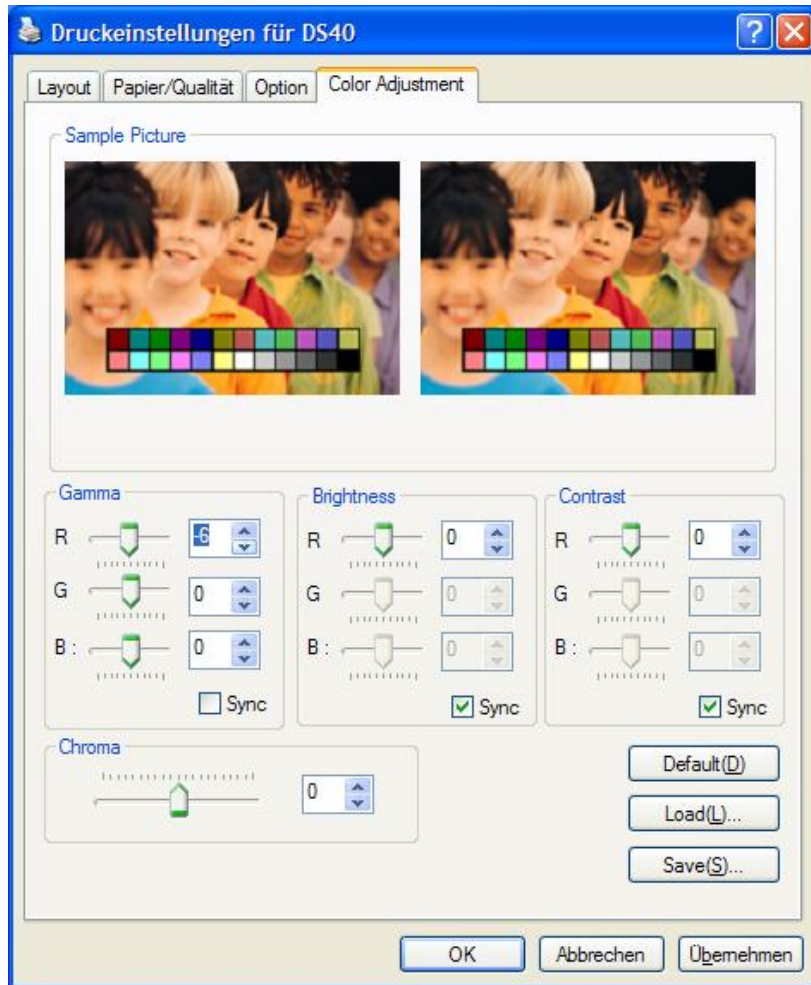 Druckeinstellungen für DS40
Layout Papier/Qualität Option Color Adjustment
Sample Picture
Gamma Brightness Contrast
R -6 R 0 R 0
G 0 G 0 G 0
B : 0 B : 0 B : 0
Sync Sync Sync
Chroma
0
Default(D)
Load(L)...
Save(S)...
OK Abbrechen Übernehmen